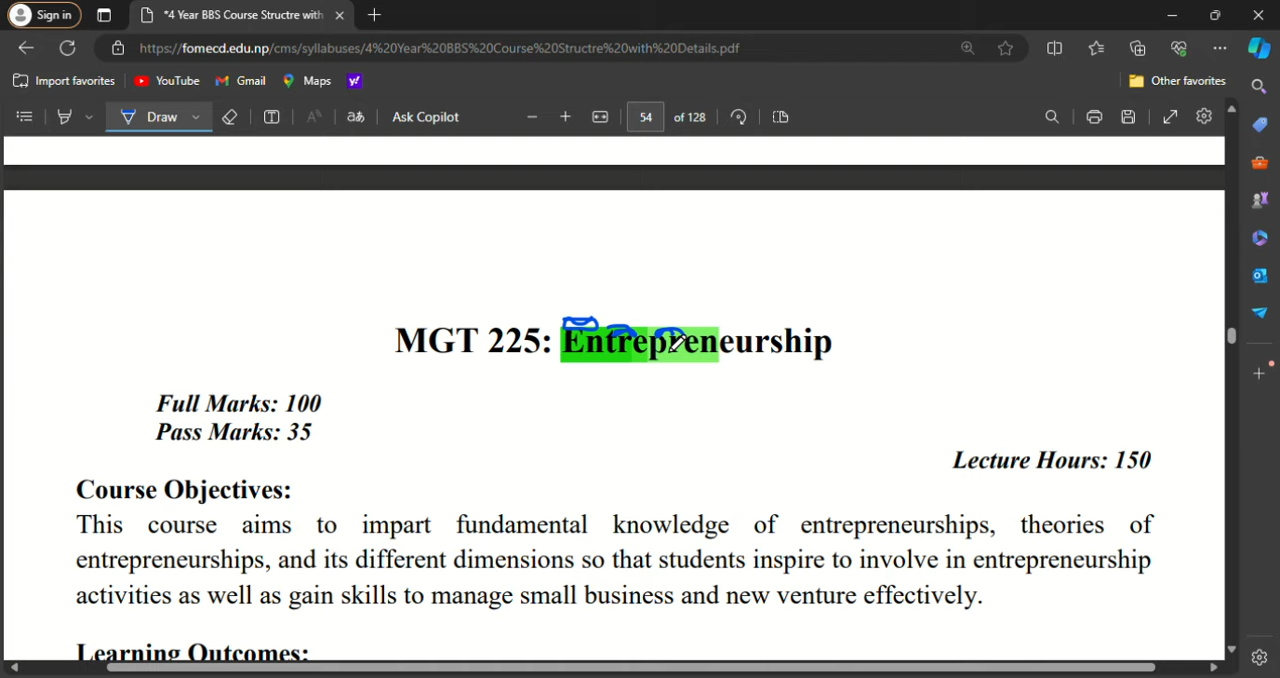 Sign in
*4 Year BBS Course Structre with
https://fomecd.edu.np/cms/syllabuses/4%20Year%20BBS%20Course%20Structre%20with%20Details.pdf
Import favorites
YouTube
Gmail
Maps
y!
Other favorites
Draw
Ask Copilot
54
of 128
MGT 225: Entrepreneurship
Full Marks: 100
Pass Marks: 35
Lecture Hours: 150
Course Objectives:
This course aims to impart fundamental knowledge of entrepreneurships, theories of
entrepreneurships, and its different dimensions so that students inspire to involve in entrepreneurship
activities as well as gain skills to manage small business and new venture effectively.
Learning Outcomes: